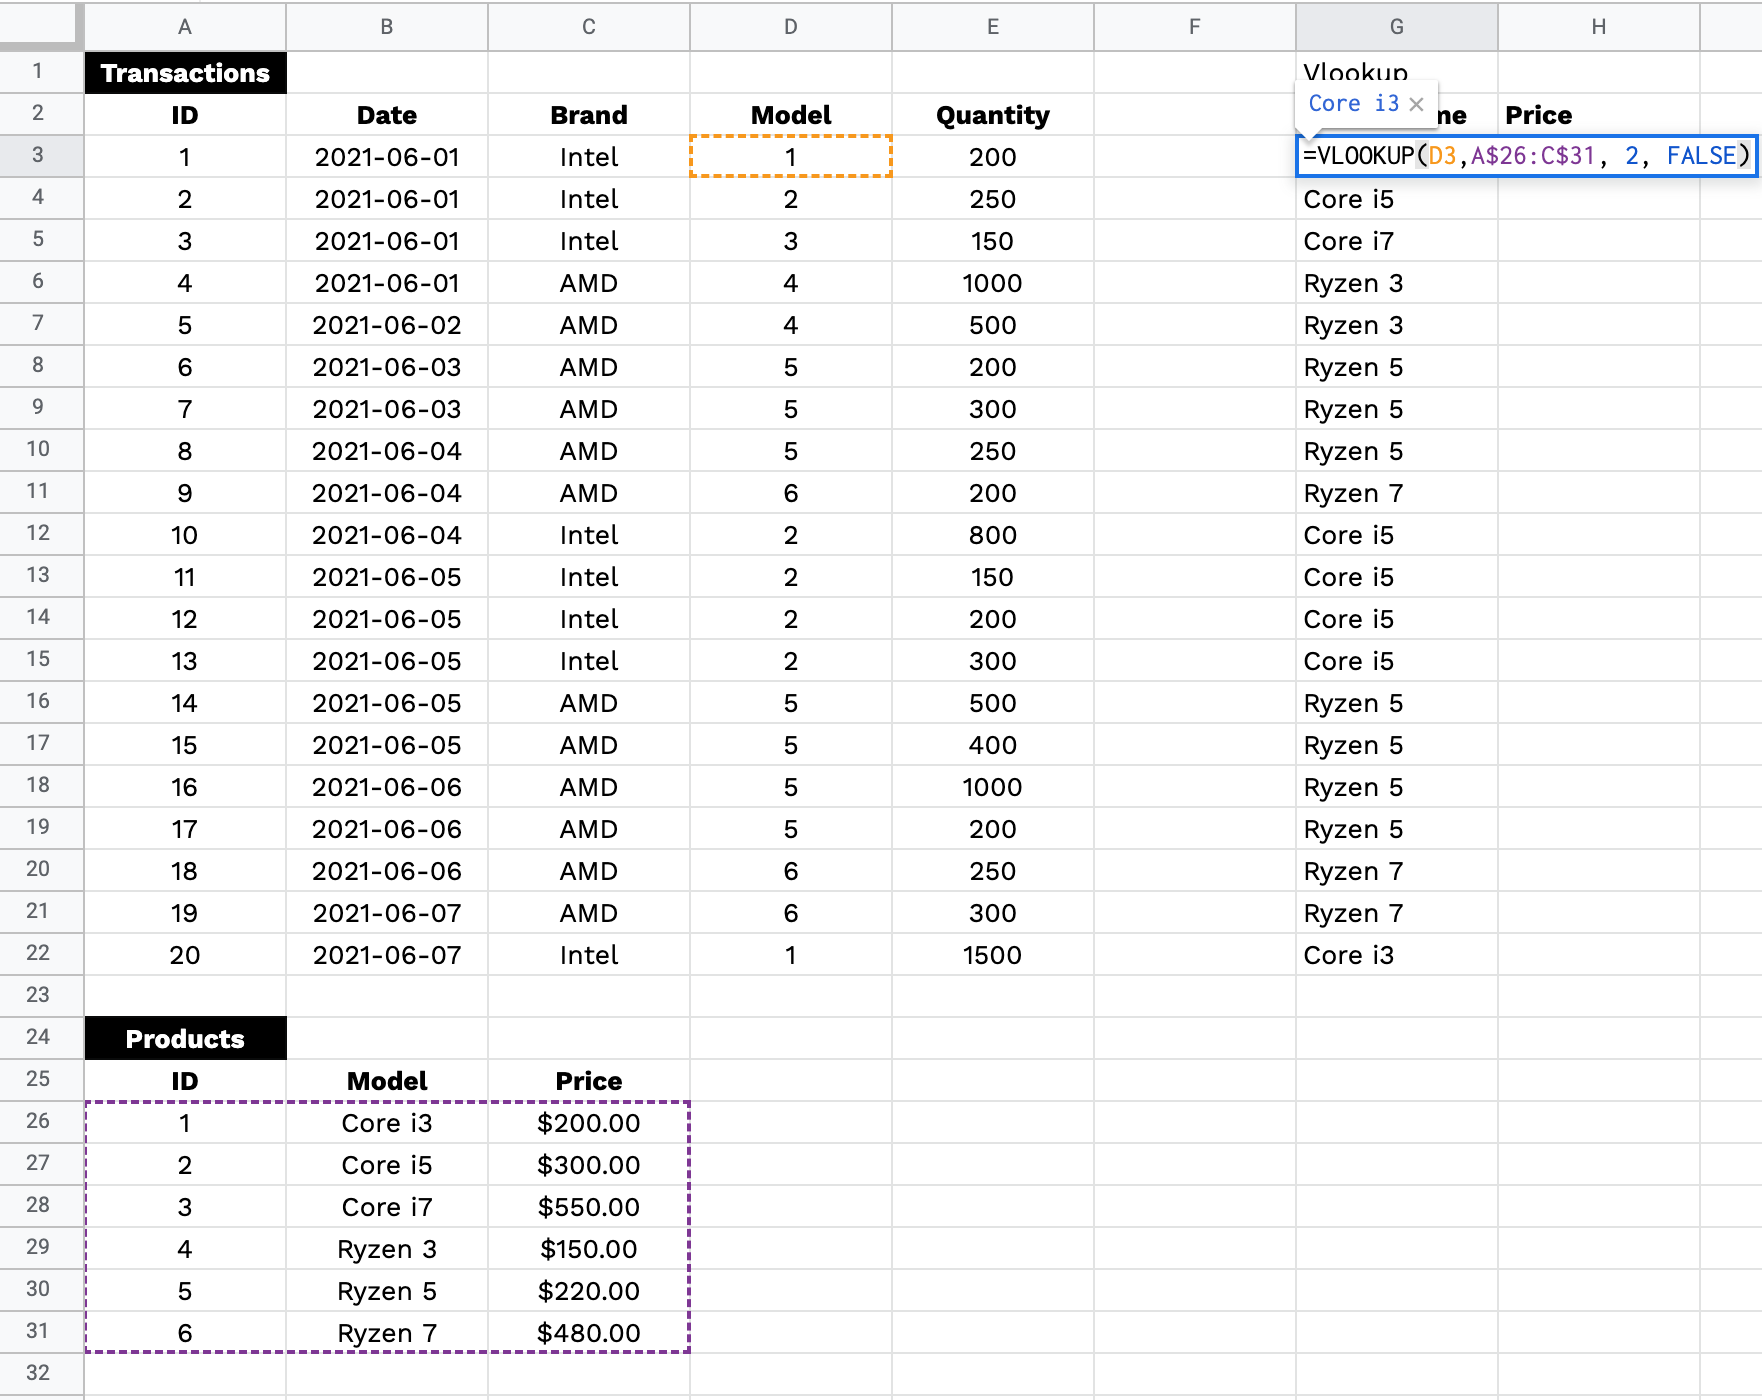 A B C D E F G H
1 Transactions Vlookup
Core i3 ×
2 ID Date Brand Model Quantity me Price
3 1 2021-06-01 Intel 1 200 =VLOOKUP(D3,A$26:C$31, 2, FALSE)
4 2 2021-06-01 Intel 2 250 Core i5
5 3 2021-06-01 Intel 3 150 Core i7
6 4 2021-06-01 AMD 4 1000 Ryzen 3
7 5 2021-06-02 AMD 4 500 Ryzen 3
8 6 2021-06-03 AMD 5 200 Ryzen 5
9 7 2021-06-03 AMD 5 300 Ryzen 5
10 8 2021-06-04 AMD 5 250 Ryzen 5
11 9 2021-06-04 AMD 6 200 Ryzen 7
12 10 2021-06-04 Intel 2 800 Core i5
13 11 2021-06-05 Intel 2 150 Core i5
14 12 2021-06-05 Intel 2 200 Core i5
15 13 2021-06-05 Intel 2 300 Core i5
16 14 2021-06-05 AMD 5 500 Ryzen 5
17 15 2021-06-05 AMD 5 400 Ryzen 5
18 16 2021-06-06 AMD 5 1000 Ryzen 5
19 17 2021-06-06 AMD 5 200 Ryzen 5
20 18 2021-06-06 AMD 6 250 Ryzen 7
21 19 2021-06-07 AMD 6 300 Ryzen 7
22 20 2021-06-07 Intel 1 1500 Core i3
23
24 Products
25 ID Model Price
26 1 Core i3 $200.00
27 2 Core i5 $300.00
28 3 Core i7 $550.00
29 4 Ryzen 3 $150.00
30 5 Ryzen 5 $220.00
31 6 Ryzen 7 $480.00
32